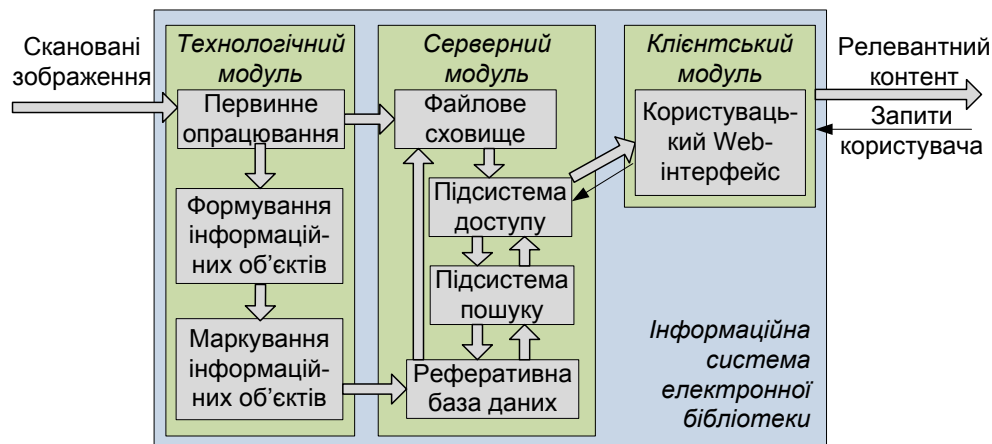 Скановані
зображення
Технологічний
модуль
Первинне
опрацювання
Формування
інформацій-
них об’єктів
Маркування
інформацій-
них об’єктів
Серверний
модуль
Файлове
сховище
Підсистема
доступу
Підсистема
пошуку
Реферативна
база даних
Клієнтський
модуль
Користуваць-
кий Web-
інтерфейс
Релевантний
контент
Запити
користувача
Інформаційна
система
електронної
бібліотеки